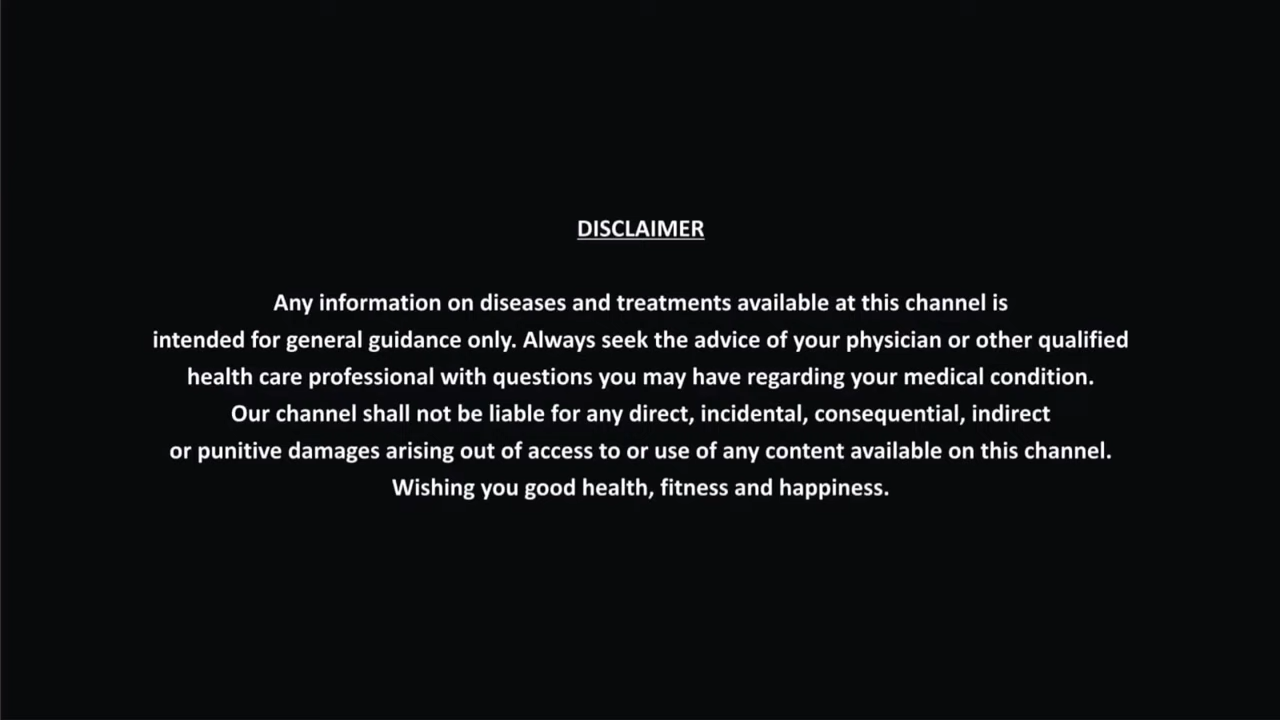 DISCLAIMER
Any information on diseases and treatments available at this channel is
intended for general guidance only. Always seek the advice of your physician or other qualified
health care professional with questions you may have regarding your medical condition.
Our channel shall not be liable for any direct, incidental, consequential, indirect
or punitive damages arising out of access to or use of any content available on this channel.
Wishing you good health, fitness and happiness.